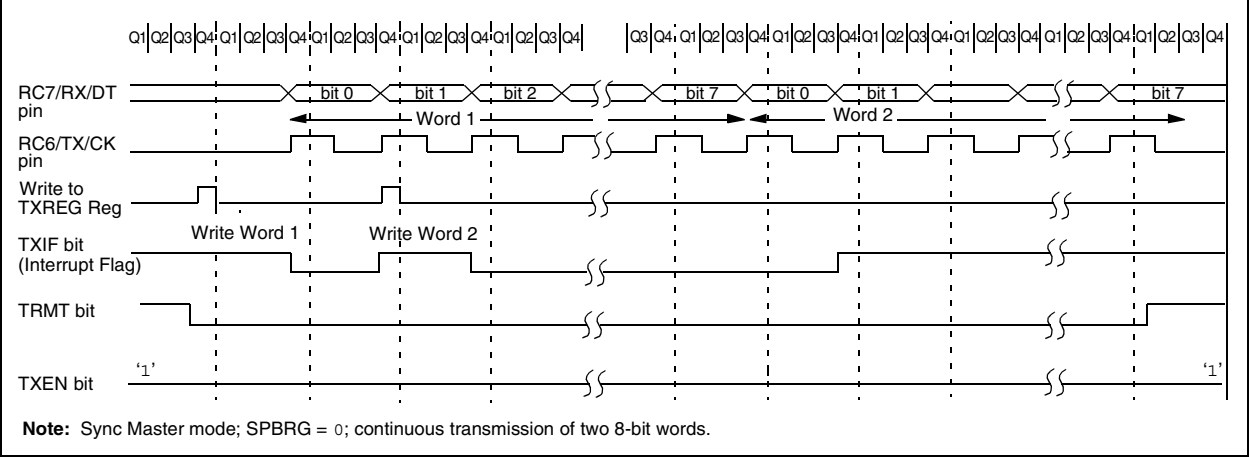 Q1 Q2 Q3 Q4 Q1 Q2 Q3 Q4 Q1 Q2 Q3 Q4 Q1 Q2 Q3 Q4 Q1 Q2 Q3 Q4 Q3 Q4 Q1 Q2 Q3 Q4 Q1 Q2 Q3 Q4 Q1 Q2 Q3 Q4 Q1 Q2 Q3 Q4 Q1 Q2 Q3 Q4 Q1 Q2 Q3 Q4
RC7/RX/DT
pin
bit 0 bit 1 bit 2 bit 7 bit 0 bit 1 bit 7
Word 1 Word 2
RC6/TX/CK
pin
Write to
TXREG Reg
Write Word 1 Write Word 2
TXIF bit
(Interrupt Flag)
TRMT bit
TXEN bit
‘1’ ‘1’
Note: Sync Master mode; SPBRG = 0; continuous transmission of two 8-bit words.